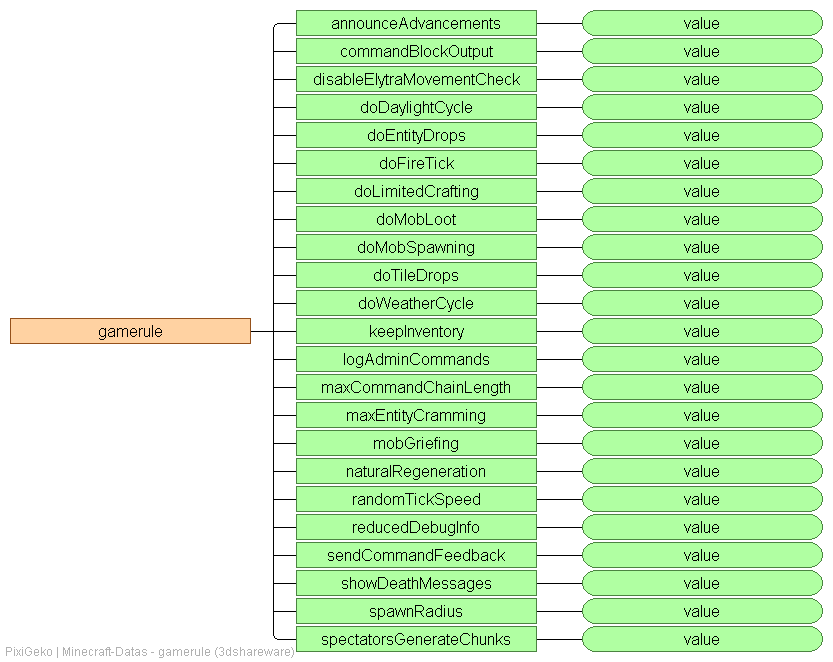 announceAdvancements value
commandBlockOutput value
disableElytraMovementCheck value
doDaylightCycle value
doEntityDrops value
doFireTick value
doLimitedCrafting value
doMobLoot value
doMobSpawning value
doTileDrops value
doWeatherCycle value
gamerule keepInventory value
logAdminCommands value
maxCommandChainLength value
maxEntityCramming value
mobGriefing value
naturalRegeneration value
randomTickSpeed value
reducedDebugInfo value
sendCommandFeedback value
showDeathMessages value
spawnRadius value
spectatorsGenerateChunks value
PixiGeko | Minecraft-Datas - gamerule (3dshareware)